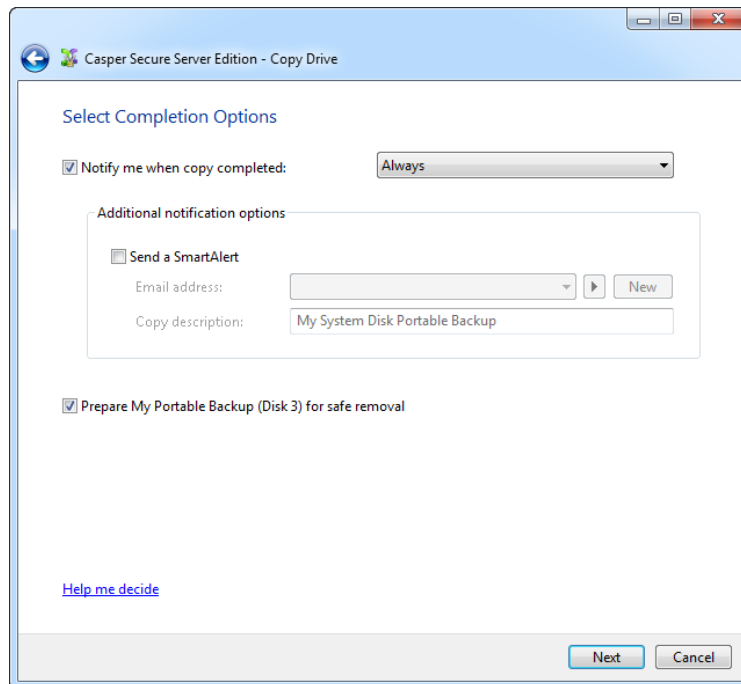 Casper Secure Server Edition - Copy Drive
Select Completion Options
Notify me when copy completed: Always
Additional notification options
Send a SmartAlert
Email address: New
Copy description: My System Disk Portable Backup
Prepare My Portable Backup (Disk 3) for safe removal
Help me decide
Next Cancel